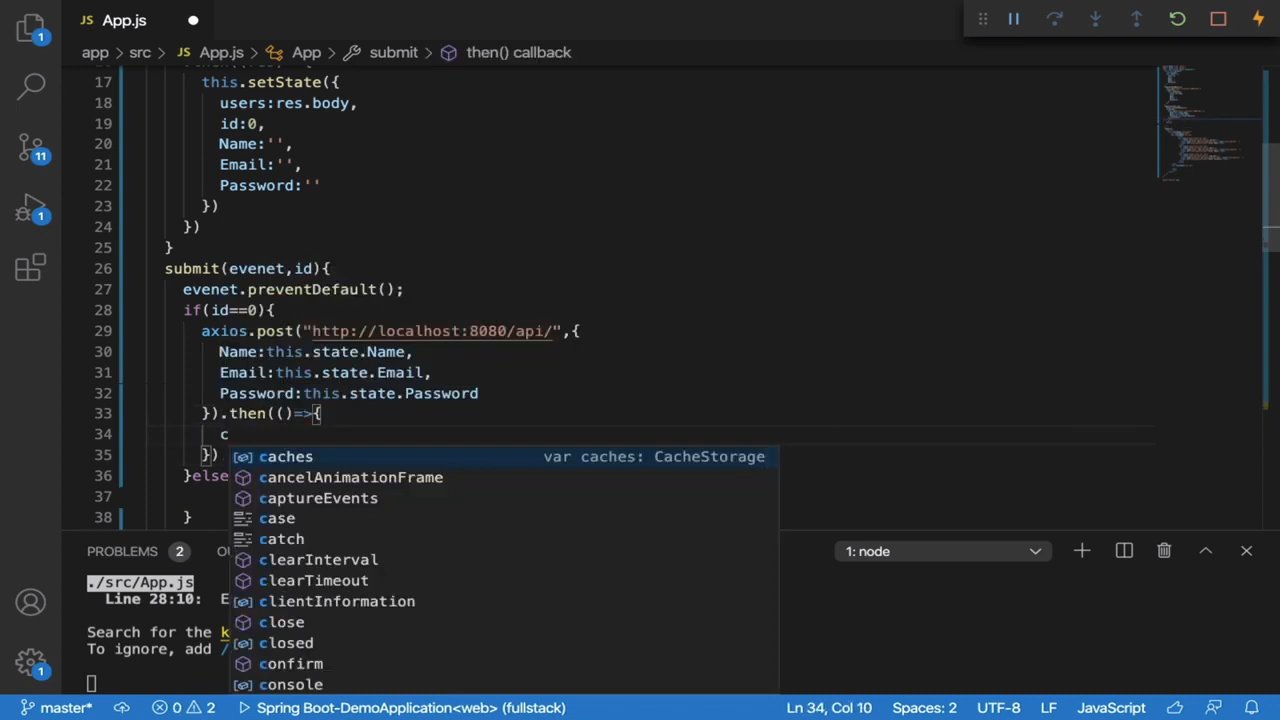 App.js
app > src > App.js > App > submit > then() callback
17 this.setState({
18 users:res.body,
19 id:0,
20 Name:'',
21 Email:'',
22 Password:''
23 })
24 })
25 }
26 submit(evenet,id){
27 evenet.preventDefault();
28 if(id==0){
29 axios.post("http://localhost:8080/api/",{
30 Name:this.state.Name,
31 Email:this.state.Email,
32 Password:this.state.Password
33 }).then(()=>{
34 c
35 })
36 }else
37
38 }
caches var caches: CacheStorage
cancelAnimationFrame
captureEvents
case
catch
clearInterval
clearTimeout
clientInformation
close
closed
confirm
console
1
11
1
1
PROBLEMS 2 OU 1: node
./src/App.js
Line 28:10: E
Search for the k
To ignore, add /
master* 0 2 Spring Boot-DemoApplication<web> (fullstack) Ln 34, Col 10 Spaces: 2 UTF-8 LF JavaScript